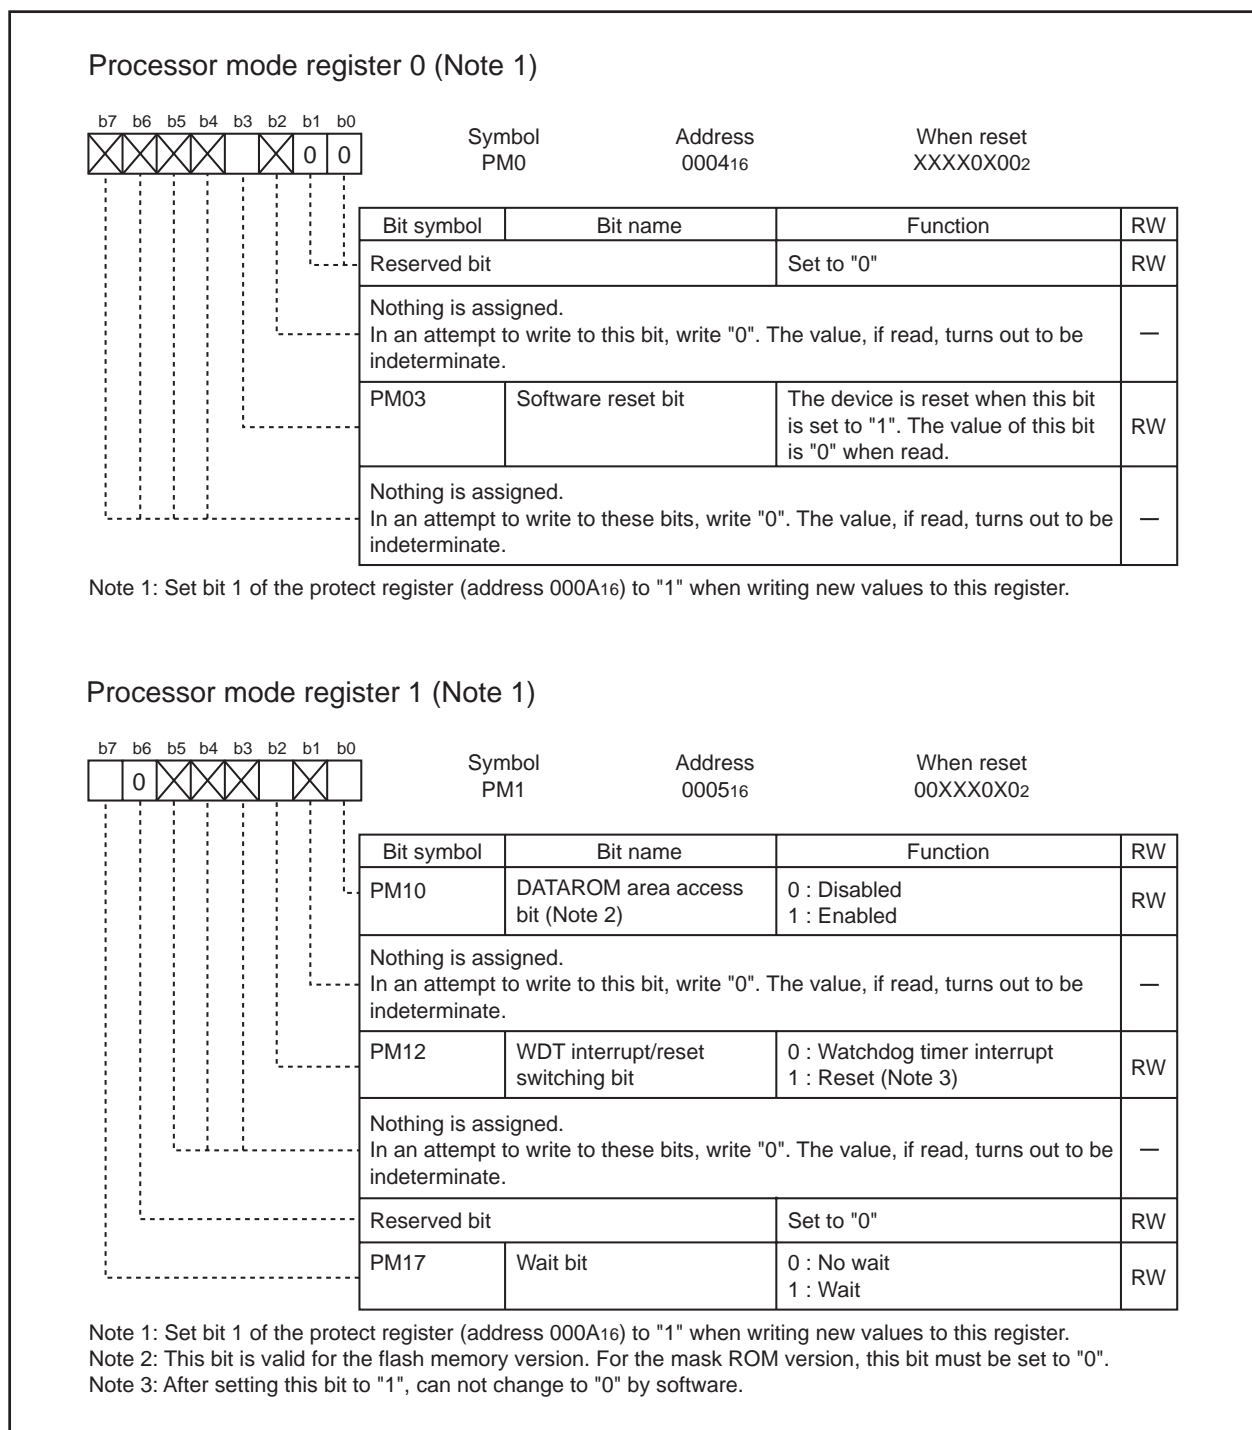 Processor mode register 0 (Note 1)
b7 b6 b5 b4 b3 b2 b1 b0
0 0
Symbol Address When reset
PM0 000416 XXXX0X002
Bit symbol Bit name Function RW
Reserved bit Set to "0" RW
Nothing is assigned.
In an attempt to write to this bit, write "0". The value, if read, turns out to be —
indeterminate.
PM03 Software reset bit The device is reset when this bit
is set to "1". The value of this bit RW
is "0" when read.
Nothing is assigned.
In an attempt to write to these bits, write "0". The value, if read, turns out to be —
indeterminate.
Note 1: Set bit 1 of the protect register (address 000A16) to "1" when writing new values to this register.
Processor mode register 1 (Note 1)
b7 b6 b5 b4 b3 b2 b1 b0
0
Symbol Address When reset
PM1 000516 00XXX0X02
Bit symbol Bit name Function RW
PM10 DATAROM area access 0 : Disabled RW
bit (Note 2) 1 : Enabled
Nothing is assigned.
In an attempt to write to this bit, write "0". The value, if read, turns out to be —
indeterminate.
PM12 WDT interrupt/reset 0 : Watchdog timer interrupt RW
switching bit 1 : Reset (Note 3)
Nothing is assigned.
In an attempt to write to these bits, write "0". The value, if read, turns out to be —
indeterminate.
Reserved bit Set to "0" RW
PM17 Wait bit 0 : No wait RW
1 : Wait
Note 1: Set bit 1 of the protect register (address 000A16) to "1" when writing new values to this register.
Note 2: This bit is valid for the flash memory version. For the mask ROM version, this bit must be set to "0".
Note 3: After setting this bit to "1", can not change to "0" by software.